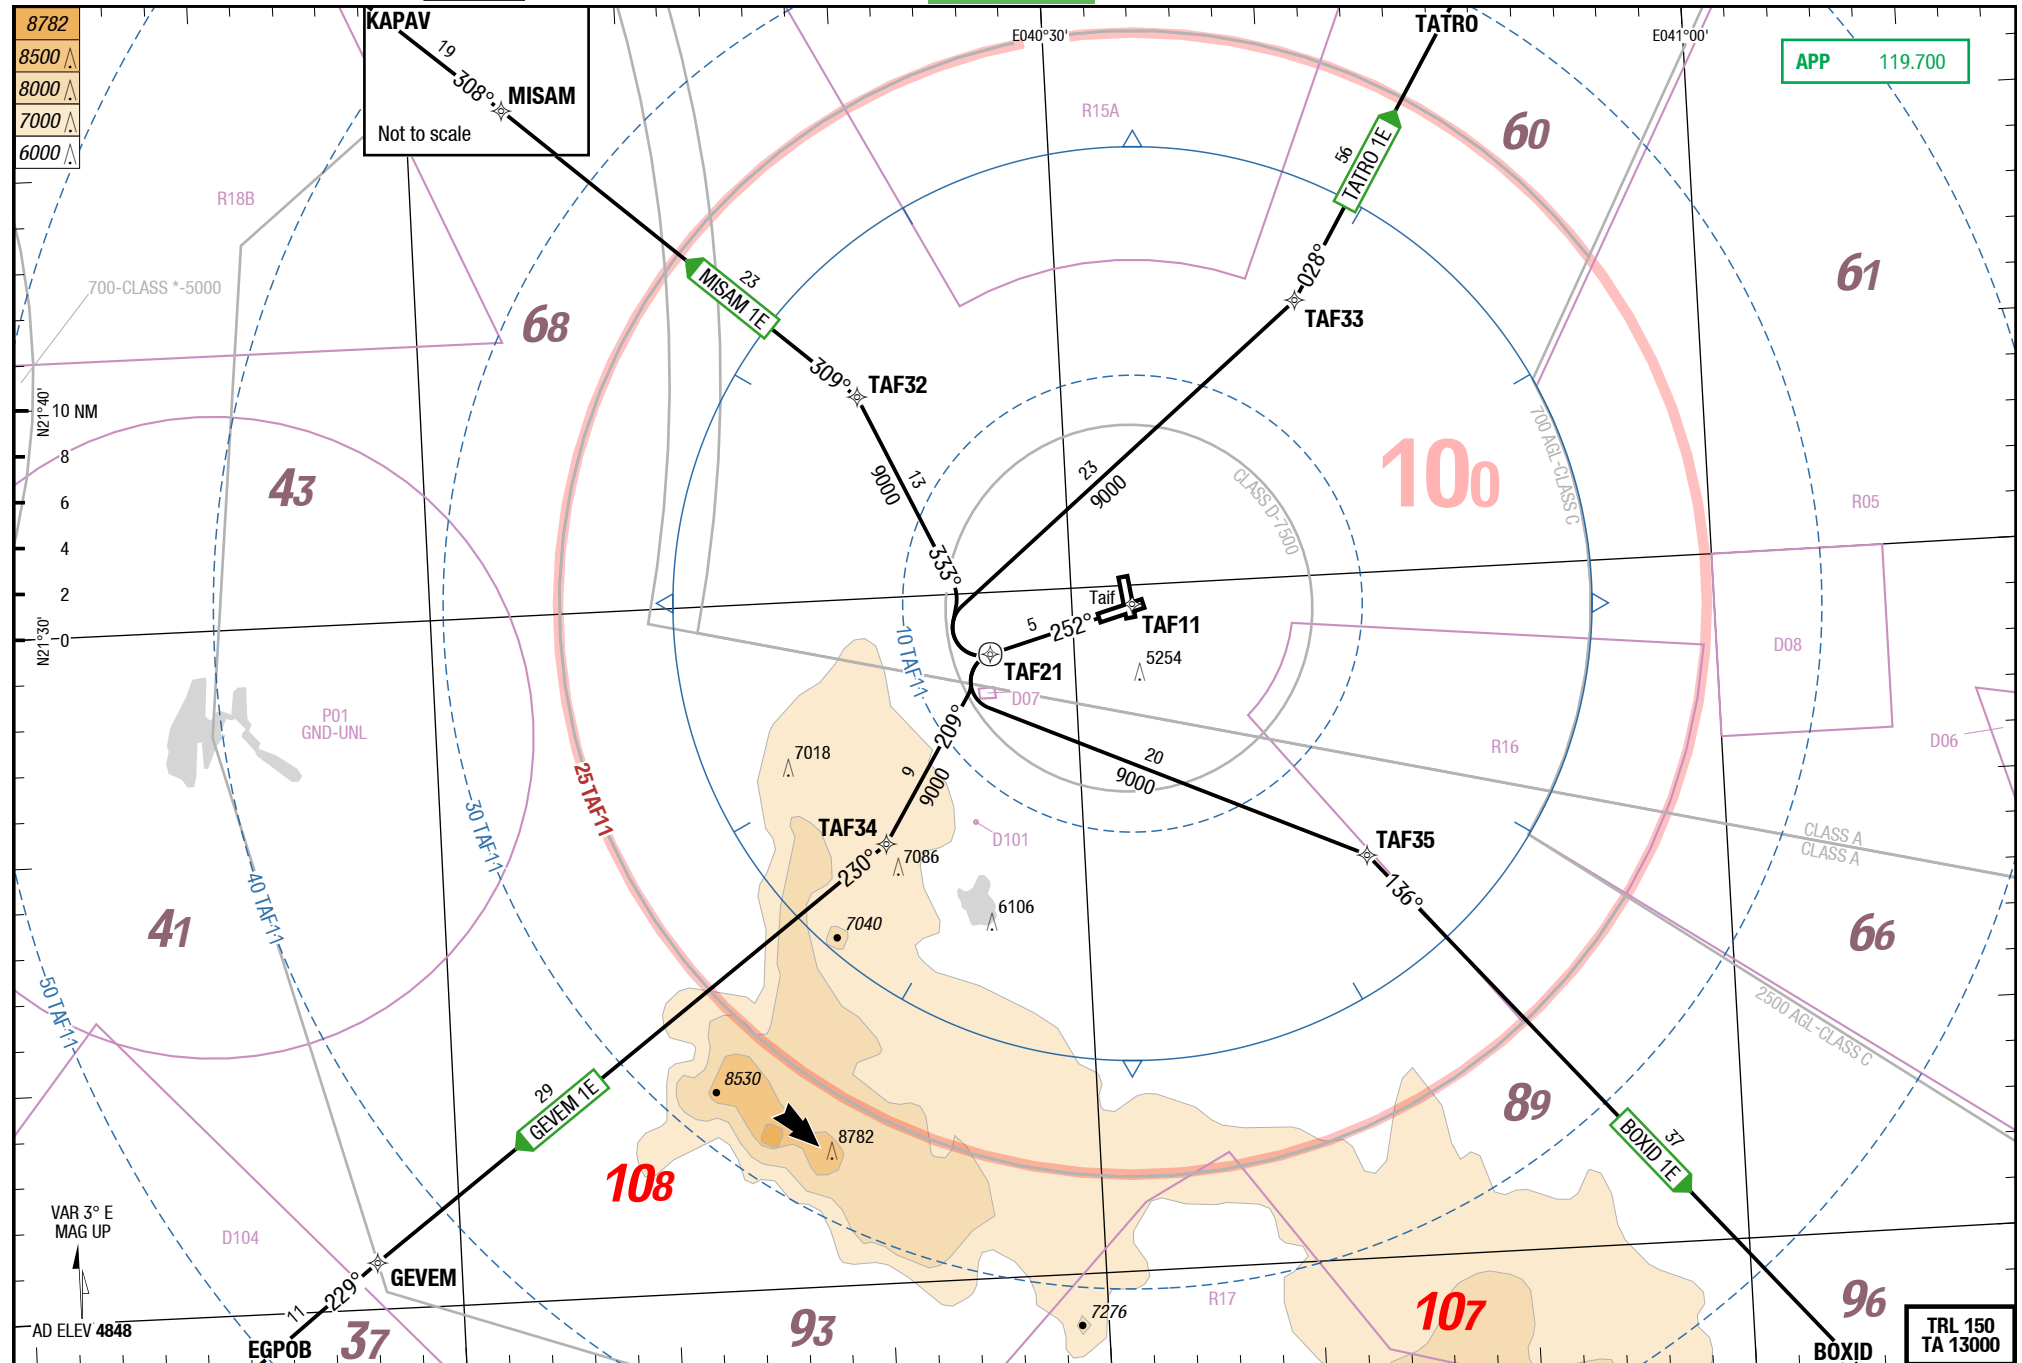 8782
8500
8000
7000
6000
KAPAV
19
308°
MISAM
Not to scale
E040°30'
TATRO
E041°00'
APP 119.700
R15A
60
56
TATRO 1E
028°
TAF33
R18B
700-CLASS *-5000
68
23
MISAM 1E
309°
TAF32
61
N21°40'
10 NM
8
6
4
2
0
N21°30'
43
13
9000
333°
23
9000
CLASS D-7500
100
700 AGL-CLASS C
R05
Taif
TAF11
5
252°
TAF21
5254
10 TAF11
D07
D08
D06
P01
GND-UNL
R16
7018
209°
9
9000
20
9000
25 TAF11
30 TAF11
40 TAF11
50 TAF11
TAF34
230°
7086
D101
TAF35
136°
CLASS A
CLASS A
41
7040
6106
66
2500 AGL-CLASS C
8530
8782
29
GEVEM 1E
89
37
BOXID 1E
108
VAR 3° E
MAG UP
D104
GEVEM
229°
11
EGPOB
AD ELEV 4848
37
93
7276
R17
107
96
BOXID
TRL 150
TA 13000